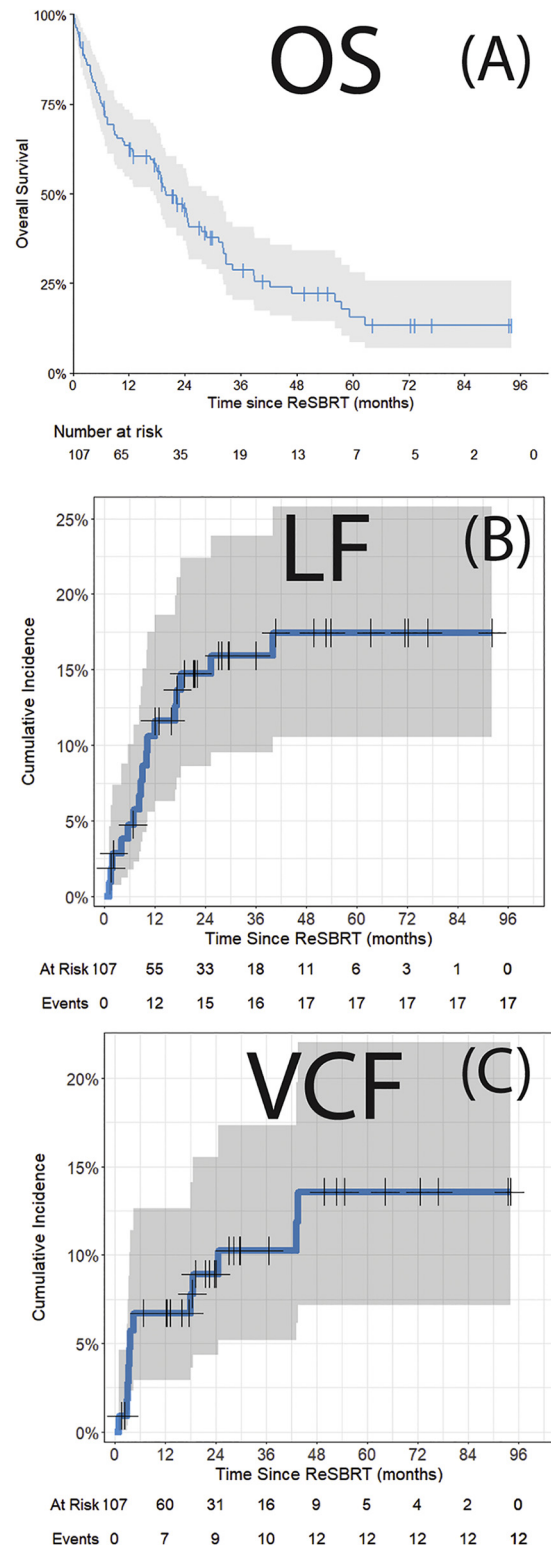 OS (A)
100%
75%
50%
25%
0%
Overall Survival
0 12 24 36 48 60 72 84 96
Time since ReSBRT (months)
Number at risk
107 65 35 19 13 7 5 2 0
LF (B)
25%
20%
15%
10%
5%
0%
Cumulative Incidence
0 12 24 36 48 60 72 84 96
Time Since ReSBRT (months)
At Risk 107 55 33 18 11 6 3 1 0
Events 0 12 15 16 17 17 17 17 17
VCF (C)
20%
15%
10%
5%
0%
Cumulative Incidence
0 12 24 36 48 60 72 84 96
Time Since ReSBRT (months)
At Risk 107 60 31 16 9 5 4 2 0
Events 0 7 9 10 12 12 12 12 12